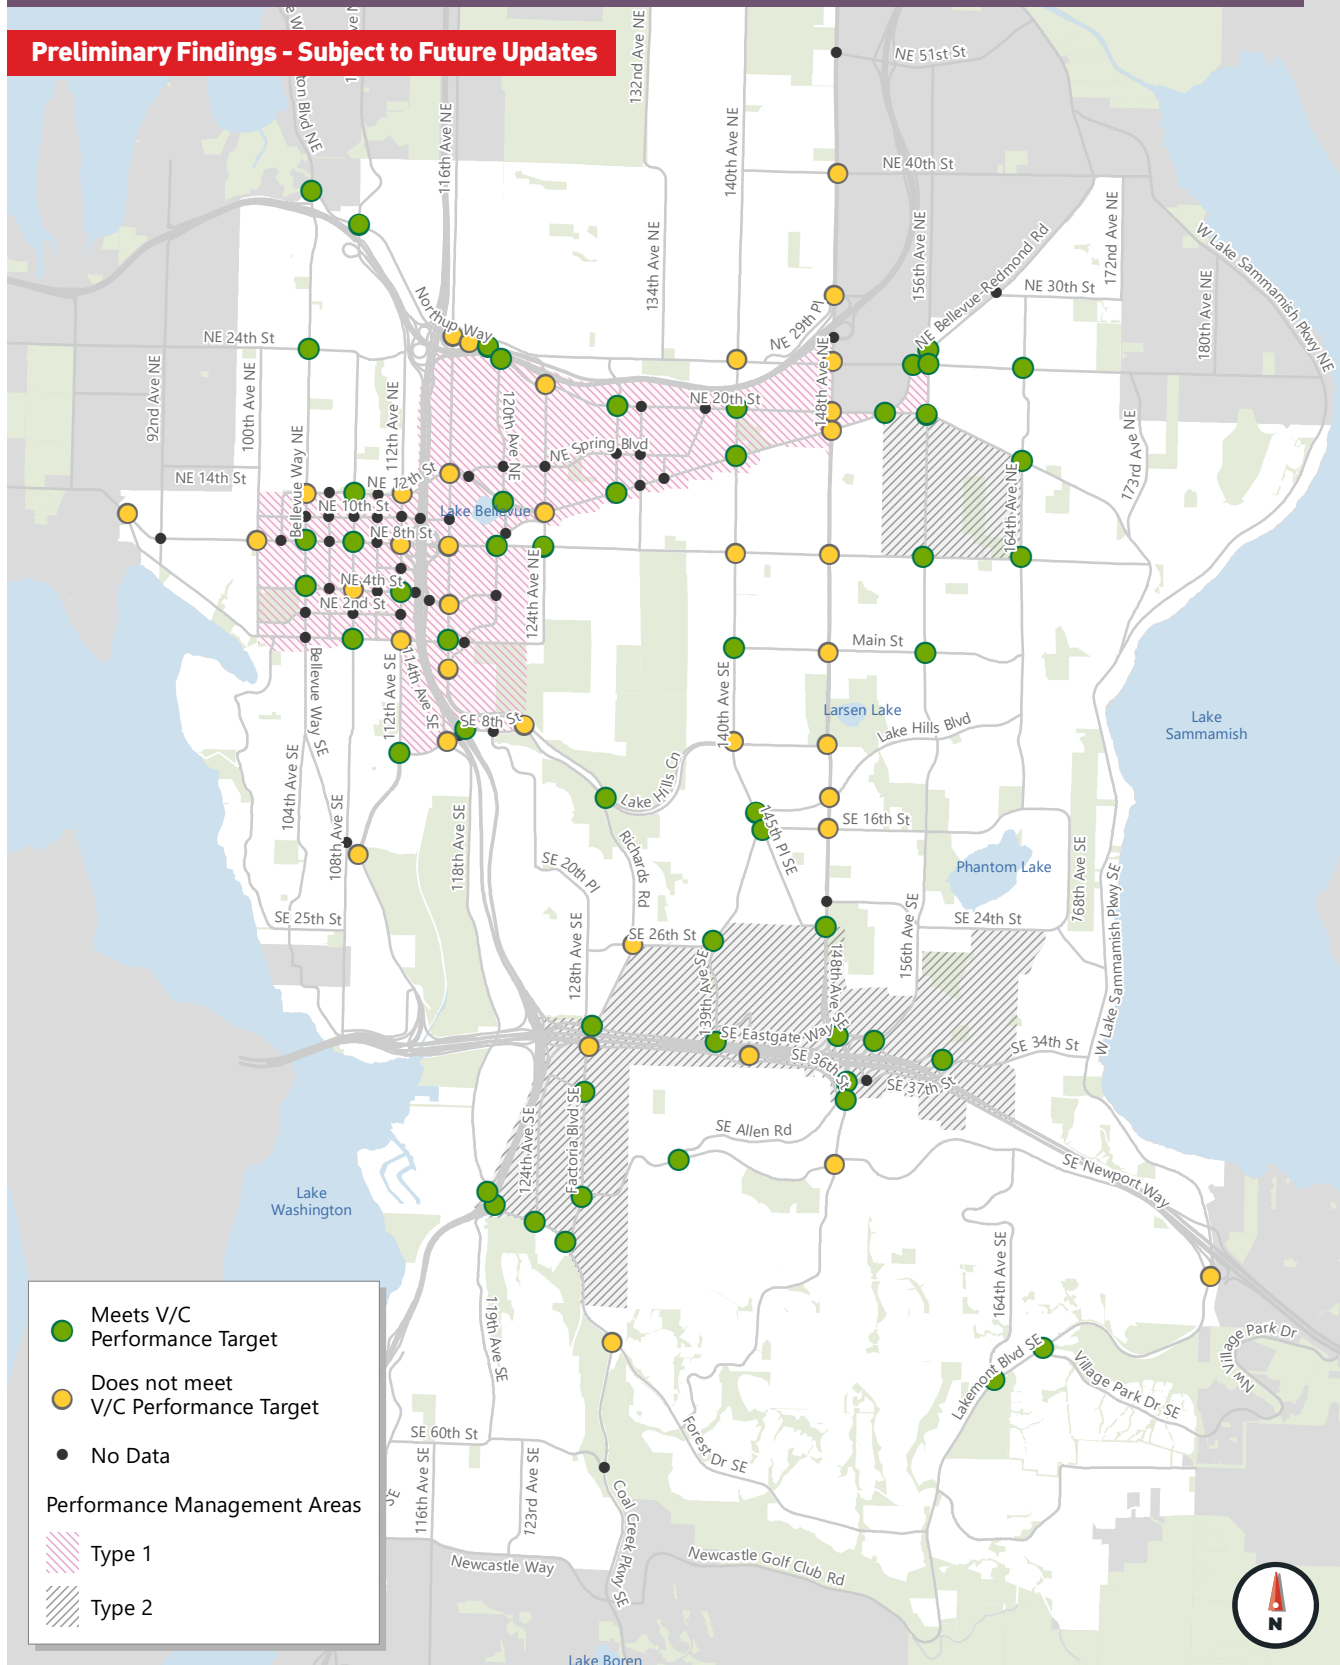 Preliminary Findings - Subject to Future Updates
132nd Ave NE
NE 51st St
ton Blvd NE
116th Ave NE
140th Ave NE
NE 40th St
172nd Ave NE
W Lake Sammamish Pkwy NE
134th Ave NE
156th Ave NE
NE Bellevue-Redmond Rd
NE 30th St
180th Ave NE
Northup Way
NE 29th Pl
NE 24th St
92nd Ave NE
100th Ave NE
112th Ave NE
120th Ave NE
NE 20th St
148th Ave NE
173rd Ave NE
NE Spring Blvd
NE 14th St
Bellevue Way NE
NE 12th St
NE 10th St
Lake Bellevue
NE 8th St
164th Ave NE
NE 4th St
NE 2nd St
124th Ave NE
Main St
Bellevue Way SE
112th Ave SE
114th Ave SE
SE 8th St
140th Ave SE
Larsen Lake
Lake Hills Blvd
Lake
Sammamish
104th Ave SE
108th Ave SE
118th Ave SE
Lake Hills Cn
145th Pl SE
SE 16th St
Richards Rd
SE 20th Pl
Phantom Lake
768th Ave SE
W Lake Sammamish Pkwy SE
SE 25th St
128th Ave SE
SE 26th St
156th Ave SE
SE 24th St
139th Ave SE
148th Ave SE
SE Eastgate Way
SE 36th St
SE 34th St
SE 37th St
124th Ave SE
Factoria Blvd SE
SE Allen Rd
SE Newport Way
Lake
Washington
164th Ave SE
119th Ave SE
Lakemont Blvd SE
Village Park Dr SE
Village Park Dr
NW Vill
Forest Dr SE
SE 60th St
116th Ave SE
123rd Ave SE
SE
Coal Creek Pkwy SE
Newcastle Way
Newcastle Golf Club Rd
Lake Boren
Meets V/C
Performance Target
Does not meet
V/C Performance Target
No Data
Performance Management Areas
Type 1
Type 2
N